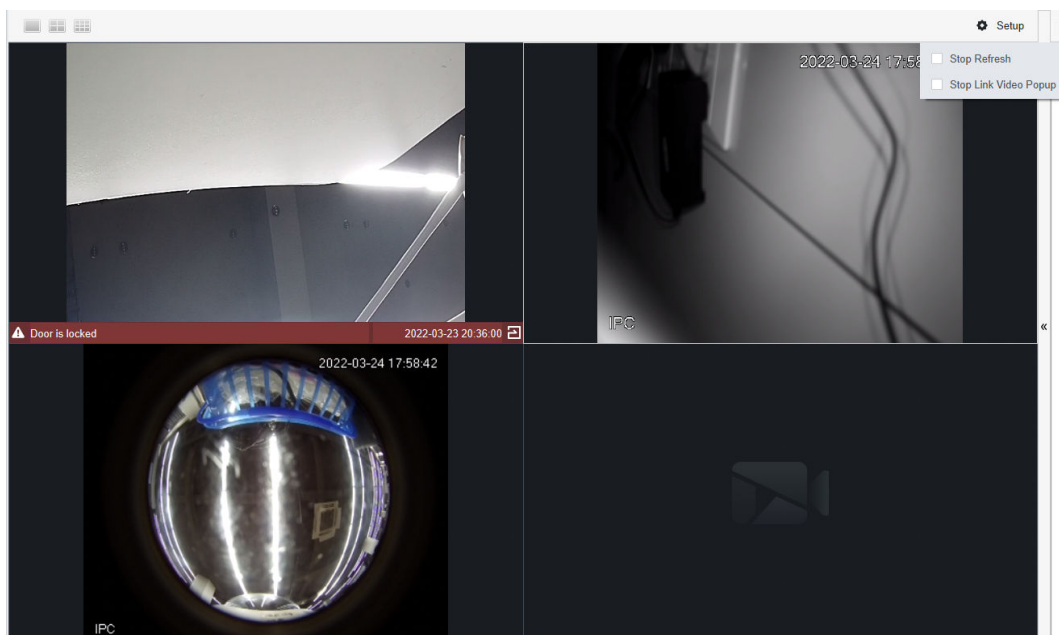 Setup
Stop Refresh
Stop Link Video Popup
2022-03-24 17:58
IPC
Door is locked 2022-03-23 20:36:00
«
2022-03-24 17:58:42
IPC